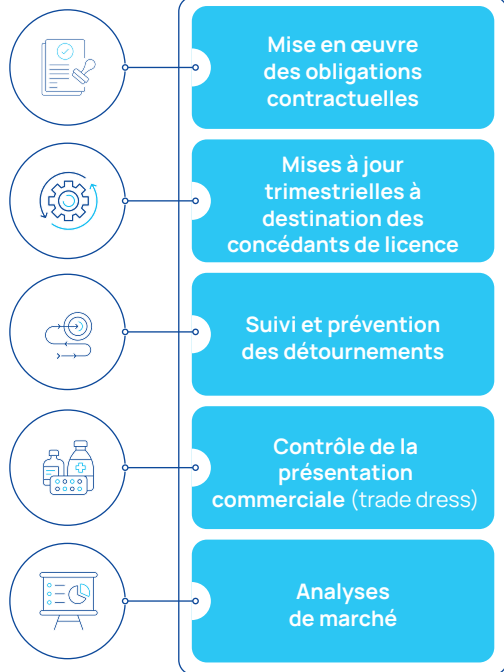 Mise en œuvre
des obligations
contractuelles
Mises à jour
trimestrielles à
destination des
concédants de licence
Suivi et prévention
des détournements
Contrôle de la
présentation
commerciale (trade dress)
Analyses
de marché